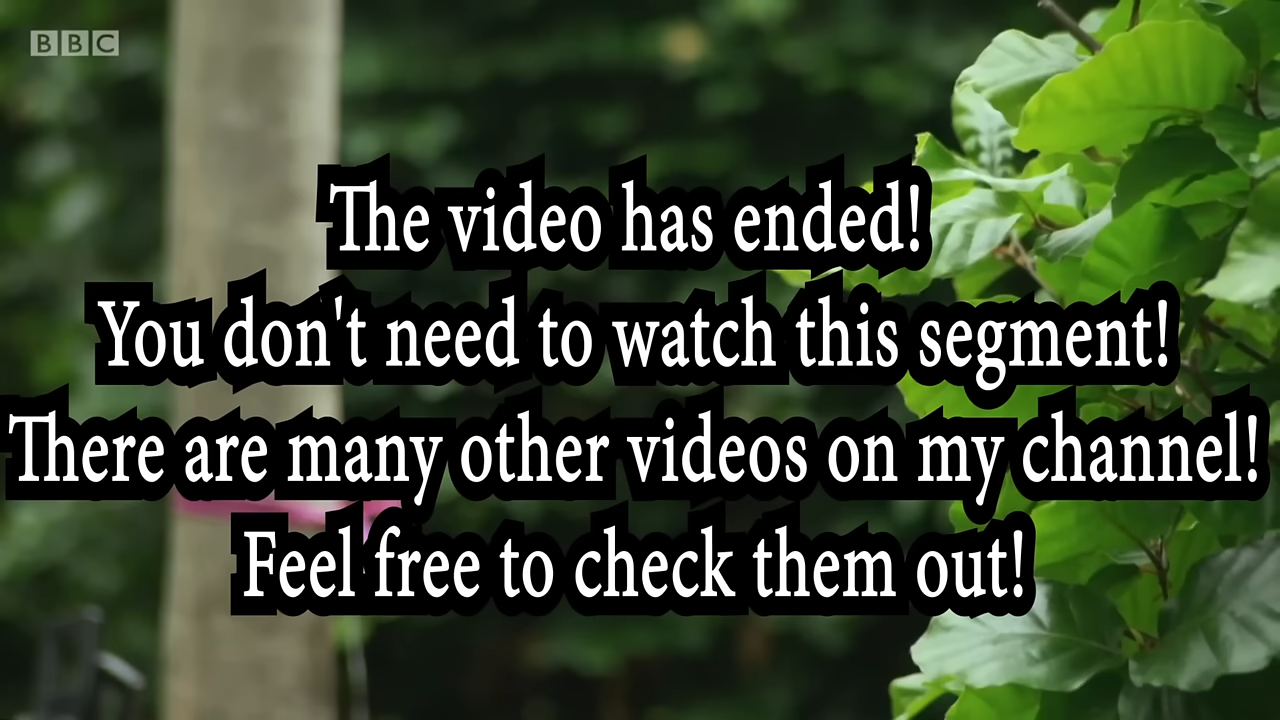 BBC
The video has ended!
You don't need to watch this segment!
There are many other videos on my channel!
Feel free to check them out!